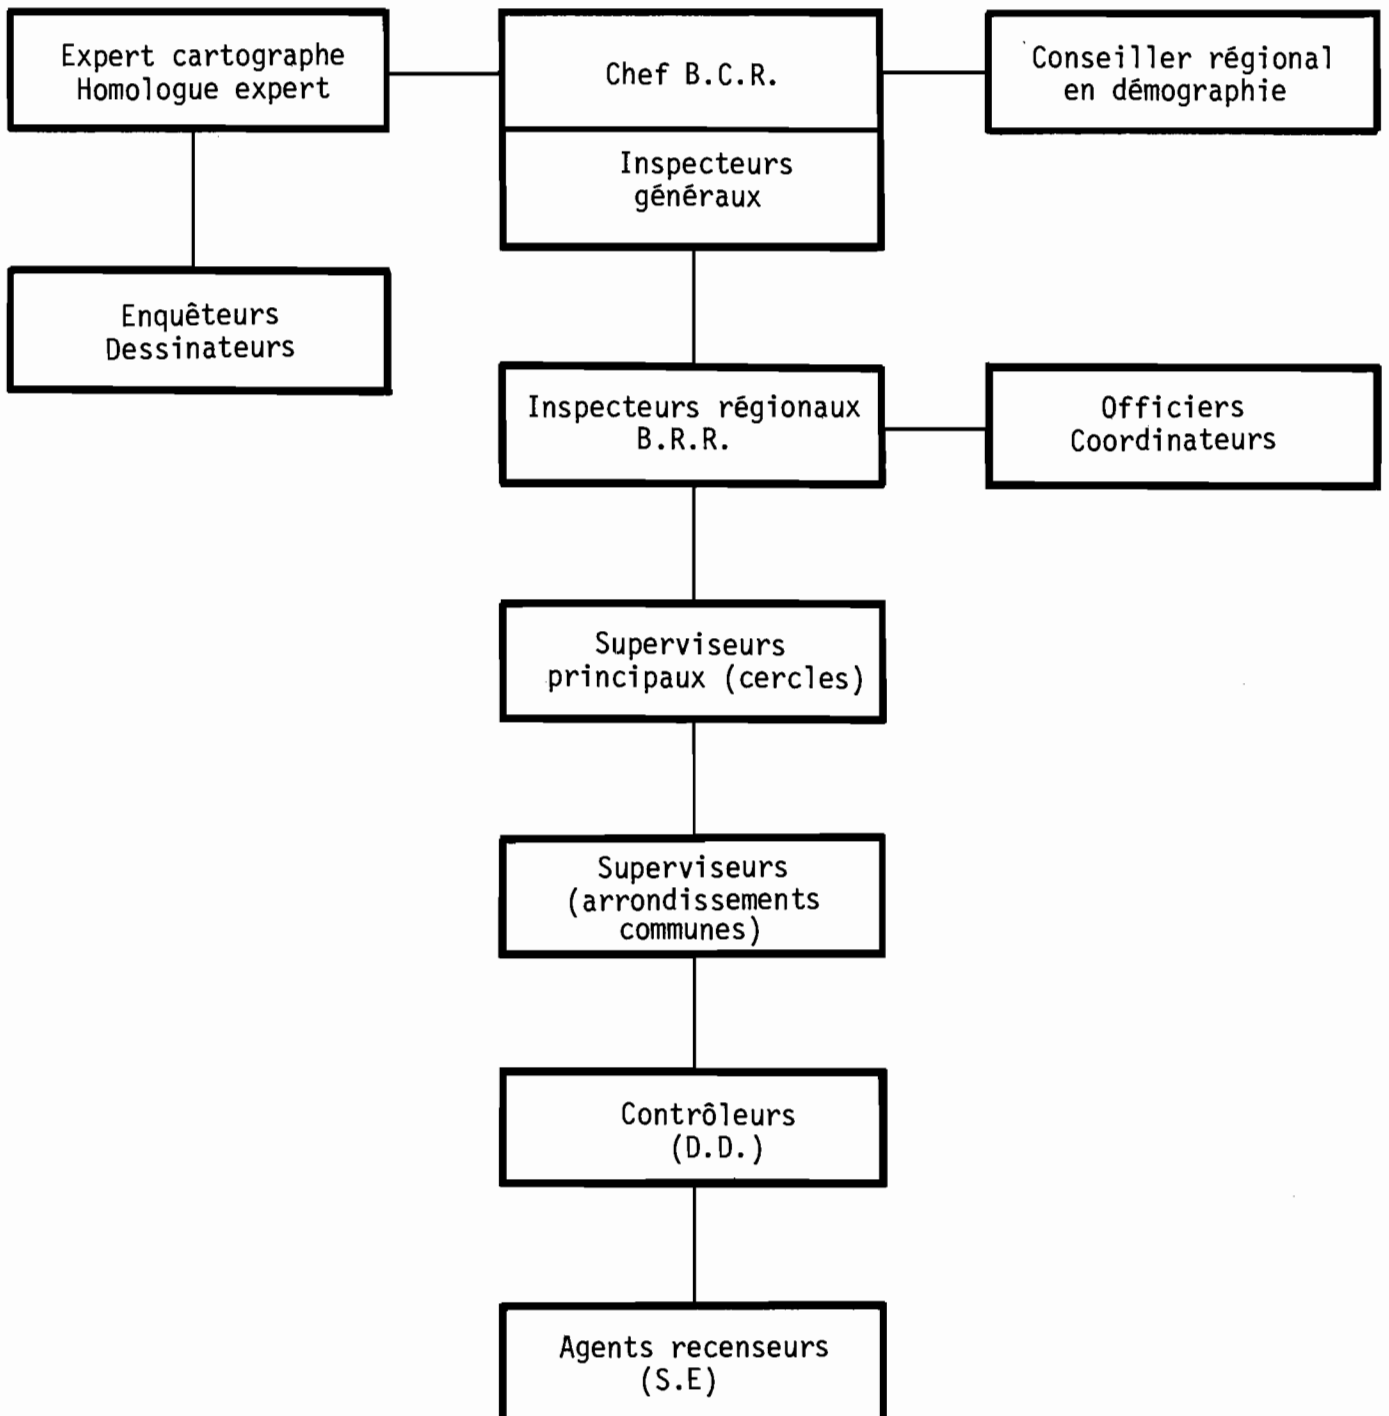 Expert cartographe
Homologue expert
Chef B.C.R.
Conseiller régional
en démographie
Inspecteurs
généraux
Enquêteurs
Dessinateurs
Inspecteurs régionaux
B.R.R.
Officiers
Coordinateurs
Superviseurs
principaux (cercles)
Superviseurs
(arrondissements
communes)
Contrôleurs
(D.D.)
Agents recenseurs
(S.E)